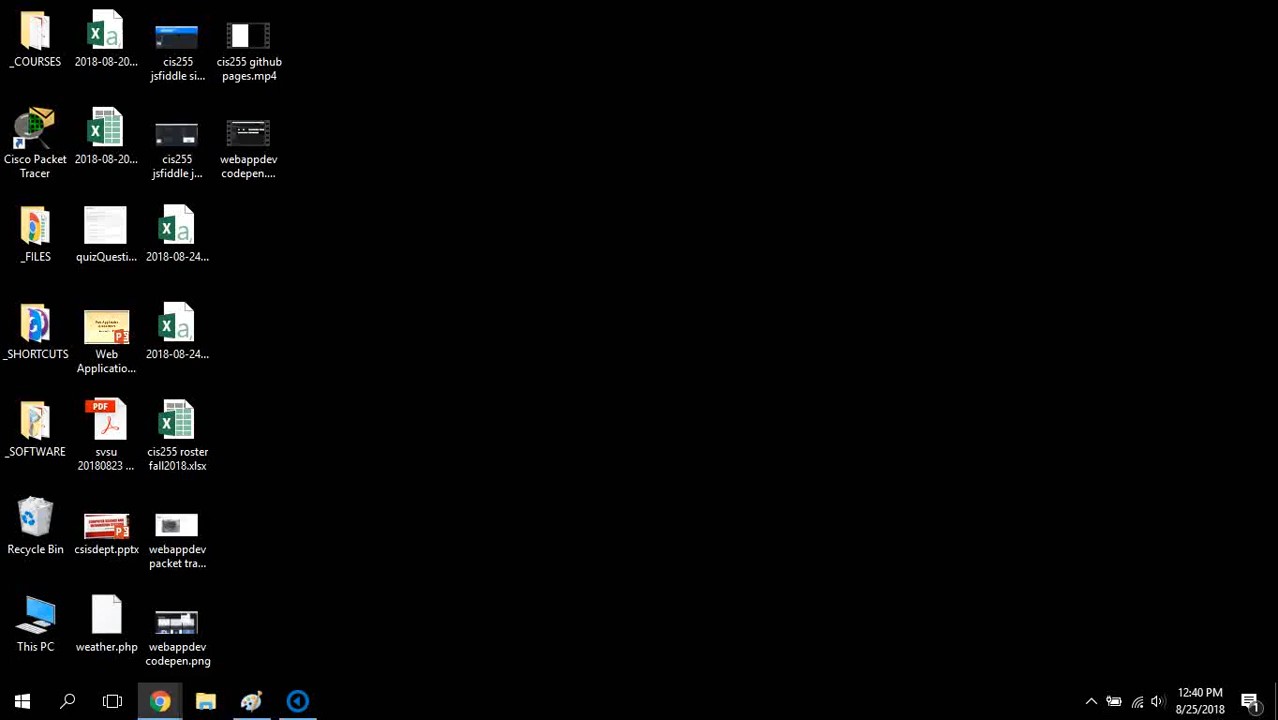 _COURSES
2018-08-20...
cis255
jsfiddle si...
cis255 github
pages.mp4
Cisco Packet
Tracer
2018-08-20...
cis255
jsfiddle j...
webappdev
codepen....
_FILES
quizQuesti...
2018-08-24...
_SHORTCUTS
Web
Applicatio...
2018-08-24...
_SOFTWARE
PDF
svsu
20180823 ...
cis255 roster
fall2018.xlsx
Recycle Bin
csisdept.pptx
webappdev
packet tra...
This PC
weather.php
webappdev
codepen.png
12:40 PM
8/25/2018
1